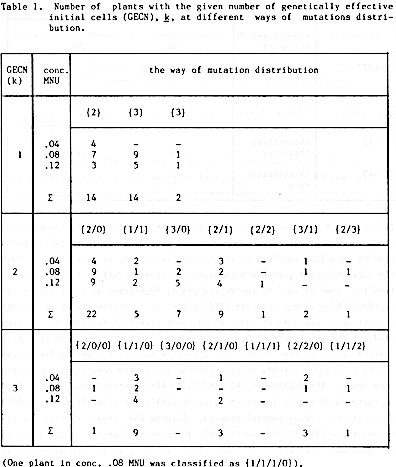 Table 1. Number of plants with the given number of genetically effective
initial cells (GECN), k, at different ways of mutations distri-
bution.
GECN (k) conc. MNU the way of mutation distribution
{2} {3} {3}
.04 4 - -
1 .08 7 9 1
.12 3 5 1
Σ 14 14 2
{2/0} {1/1} {3/0} {2/1} {2/2} {3/1} {2/3}
.04 4 2 - 3 - 1 -
2 .08 9 1 2 2 - 1 1
.12 9 2 5 4 1 - -
Σ 22 5 7 9 1 2 1
{2/0/0} {1/1/0} {3/0/0} {2/1/0} {1/1/1} {2/2/0} {1/1/2}
.04 - 3 - 1 - 2 -
3 .08 1 2 - - - 1 1
.12 - 4 2 - -
Σ 1 9 - 3 - 3 1
(One plant in conc. .08 MNU was classified as {1/1/1/0}).